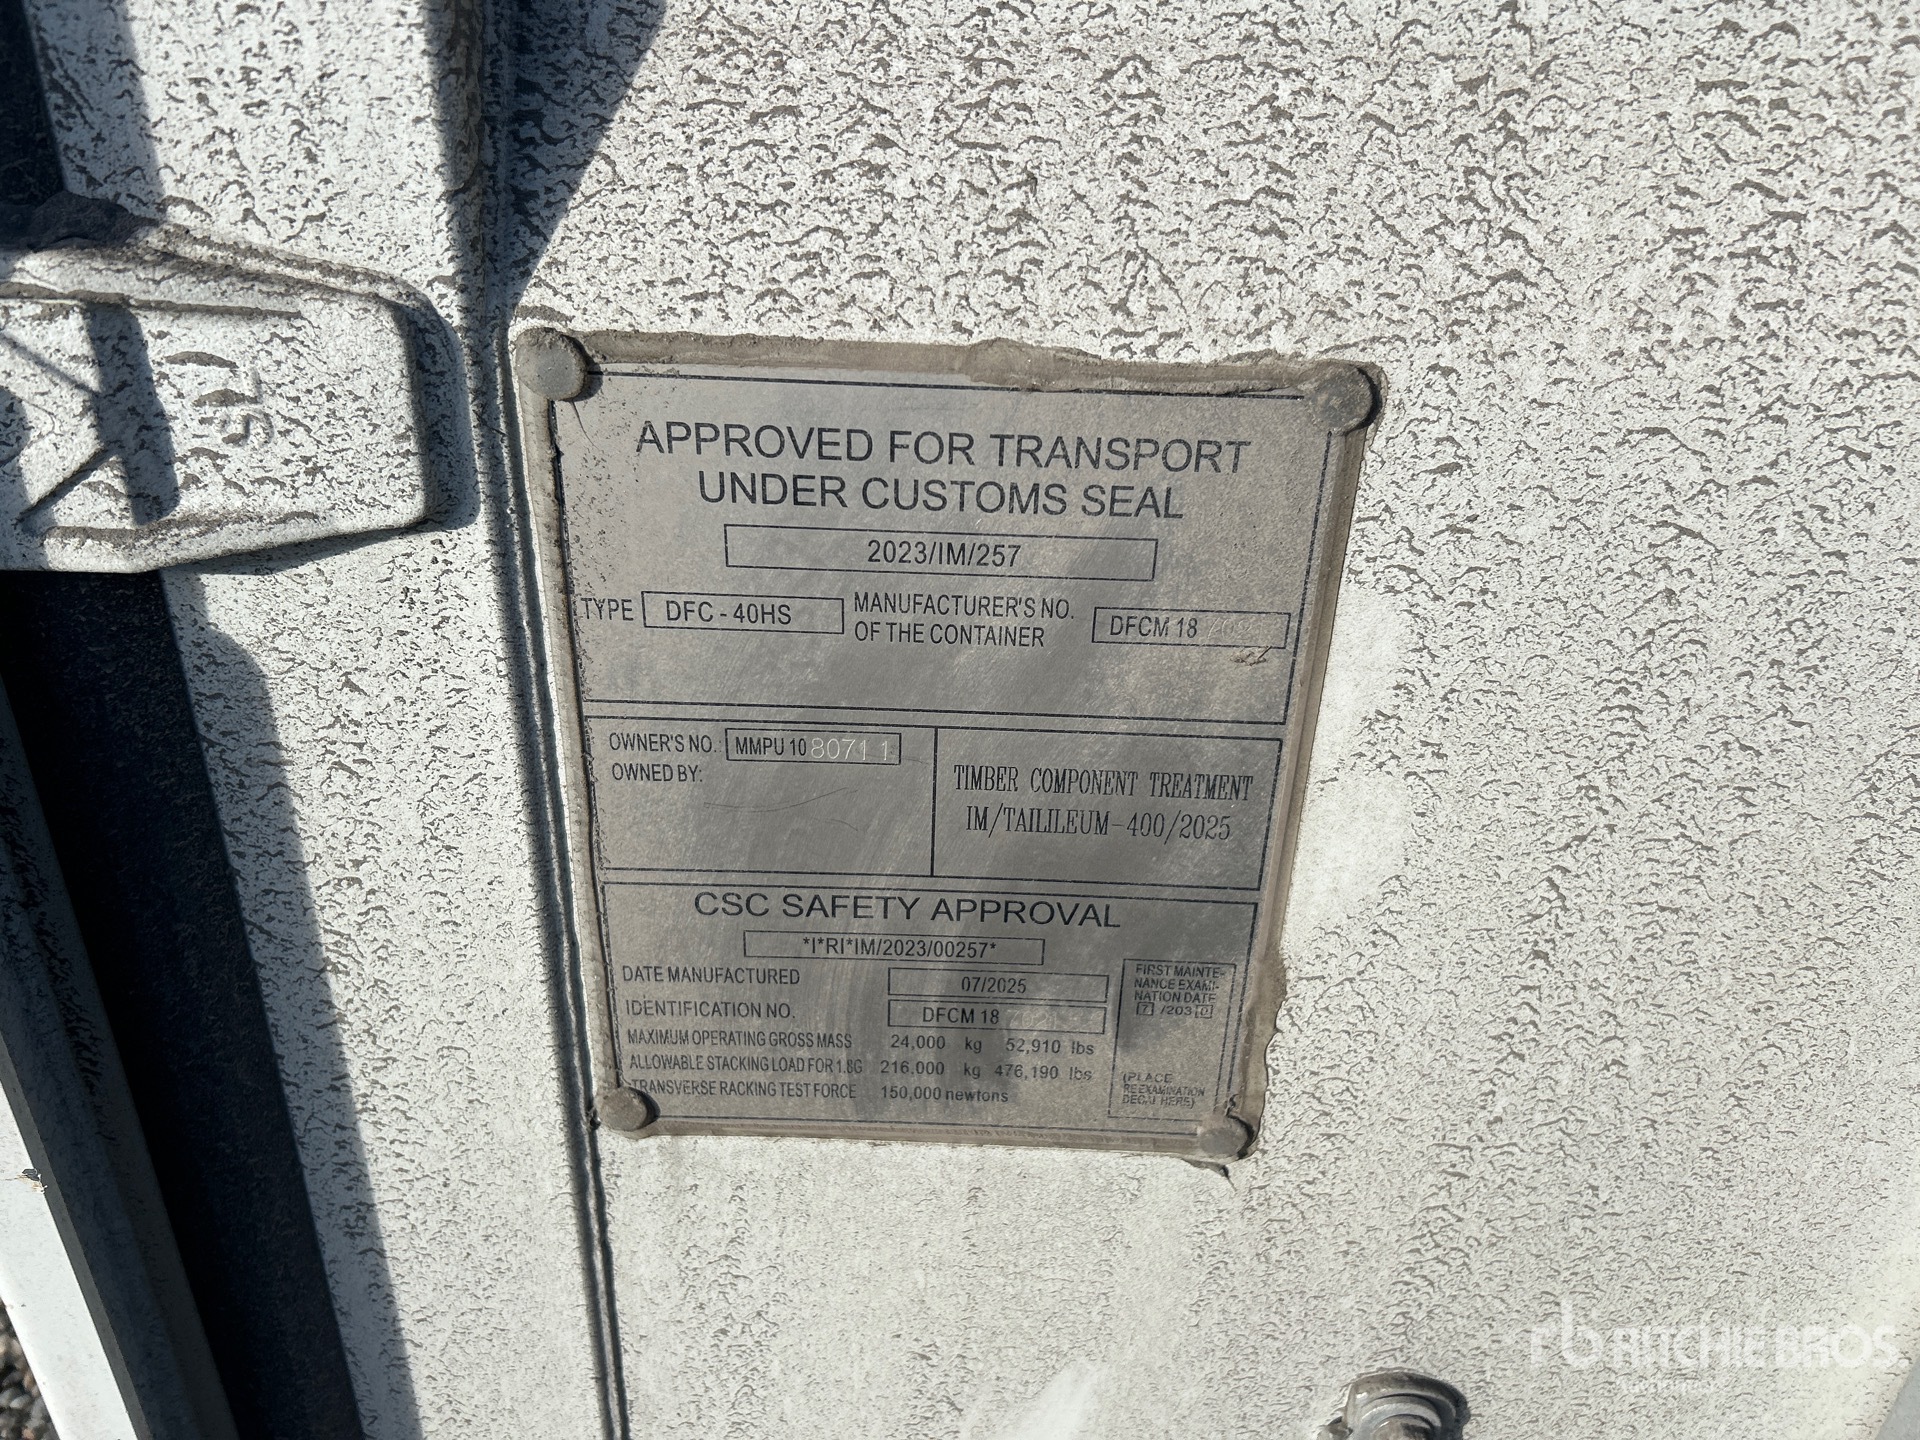 APPROVED FOR TRANSPORT
UNDER CUSTOMS SEAL
2023/IM/257
TYPE DFC - 40HS
MANUFACTURER'S NO.
OF THE CONTAINER
DFCM 18
OWNER'S NO. MMPU 10 80711
OWNED BY:
TIMBER COMPONENT TREATMENT
IM/TAILILEUM-400/2025
CSC SAFETY APPROVAL
*I*RI*IM/2023/00257*
DATE MANUFACTURED 07/2025
IDENTIFICATION NO. DFCM 18
MAXIMUM OPERATING GROSS MASS 24,000 kg 52,910 lbs
ALLOWABLE STACKING LOAD FOR 1.8G 216,000 kg 476,190 lbs
TRANSVERSE RACKING TEST FORCE 150,000 newtons
FIRST MAINTE-
NANCE EXAMI-
NATION DATE
7 /2030
(PLACE
REEXAMINATION
DECAL HERE)
rb RITCHIE BROS.